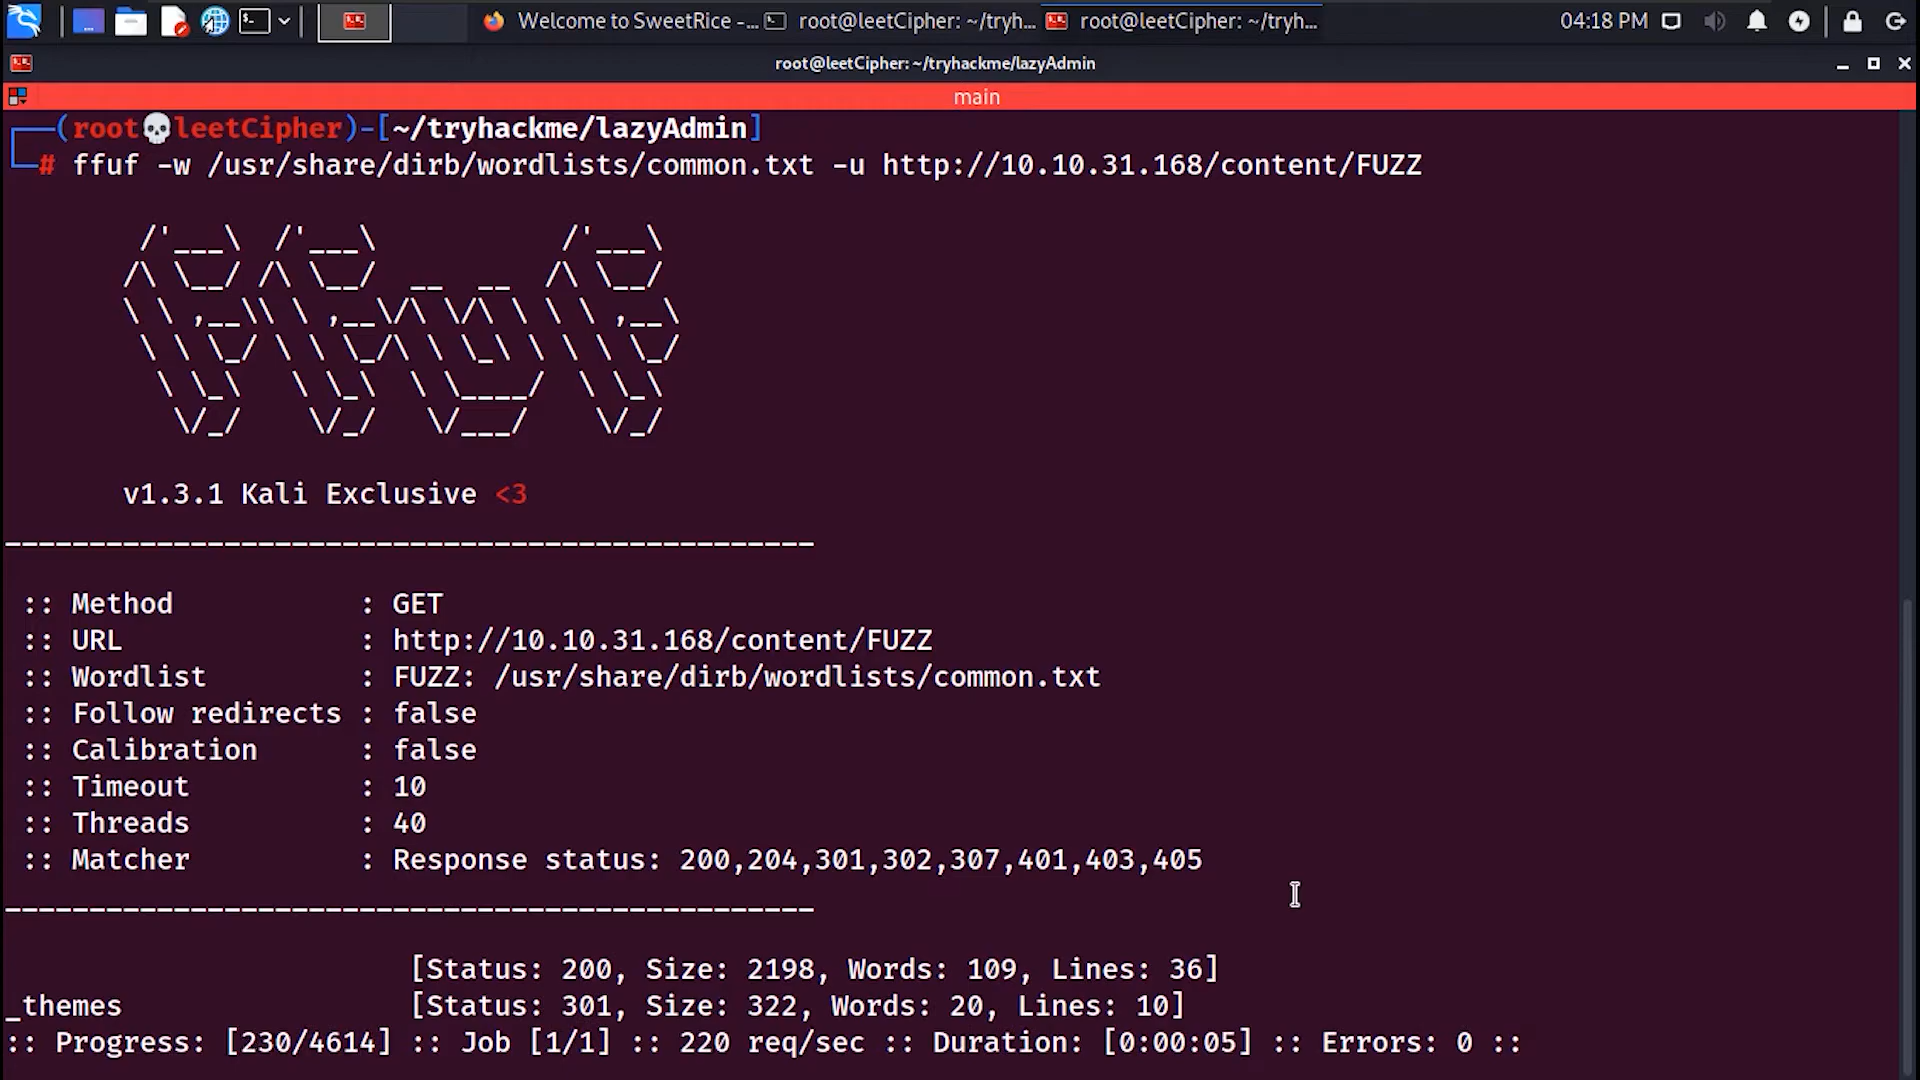 Welcome to SweetRice -... root@leetCipher: ~/tryh... root@leetCipher: ~/tryh... 04:18 PM
root@leetCipher: ~/tryhackme/lazyAdmin
main
┌──(root💀leetCipher)-[~/tryhackme/lazyAdmin]
└─# ffuf -w /usr/share/dirb/wordlists/common.txt -u http://10.10.31.168/content/FUZZ
        /'___\  /'___\           /'___\
       /\ \__/ /\ \__/  __  __  /\ \__/
       \ \ ,__\\ \ ,__\/\ \/\ \ \ \ ,__\
        \ \ \_/ \ \ \_/\ \ \_\ \ \ \ \_/
         \ \_\   \ \_\  \ \____/  \ \_\
          \/_/    \/_/   \/___/    \/_/
v1.3.1 Kali Exclusive <3
________________________________________________
:: Method : GET
:: URL : http://10.10.31.168/content/FUZZ
:: Wordlist : FUZZ: /usr/share/dirb/wordlists/common.txt
:: Follow redirects : false
:: Calibration : false
:: Timeout : 10
:: Threads : 40
:: Matcher : Response status: 200,204,301,302,307,401,403,405
________________________________________________
[Status: 200, Size: 2198, Words: 109, Lines: 36]
_themes [Status: 301, Size: 322, Words: 20, Lines: 10]
:: Progress: [230/4614] :: Job [1/1] :: 220 req/sec :: Duration: [0:00:05] :: Errors: 0 ::